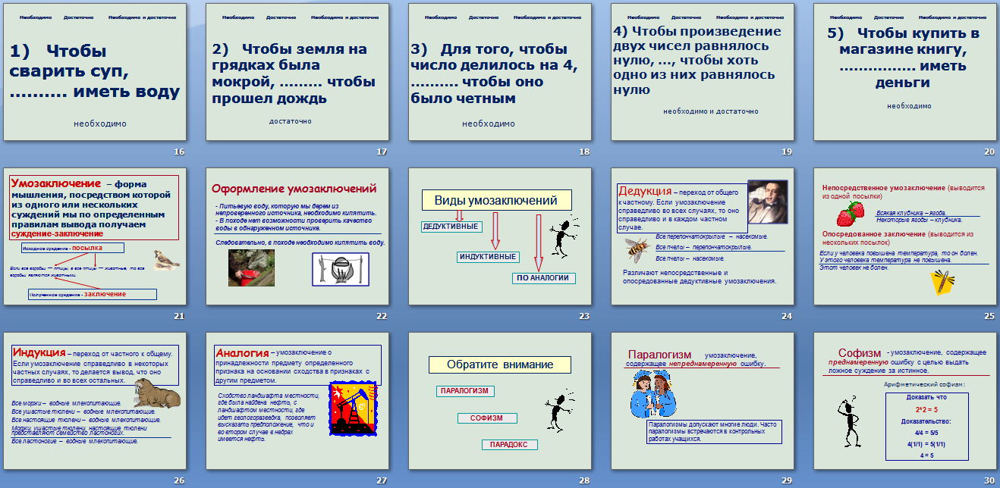 Необходимо Достаточно Необходимо и достаточно
1) Чтобы
сварить суп,
.......... иметь воду
необходимо
16
Необходимо Достаточно Необходимо и достаточно
2) Чтобы земля на
грядках была
мокрой, ......... чтобы
прошел дождь
достаточно
17
Необходимо Достаточно Необходимо и достаточно
3) Для того, чтобы
число делилось на 4,
.......... чтобы оно
было четным
необходимо
18
Необходимо Достаточно Необходимо и достаточно
4) Чтобы произведение
двух чисел равнялось
нулю, ..., чтобы хоть
одно из них равнялось
нулю
необходимо и достаточно
19
Необходимо Достаточно Необходимо и достаточно
5) Чтобы купить в
магазине книгу,
............... иметь
деньги
необходимо
20
Умозаключение – форма
мышления, посредством которой
из одного или нескольких
суждений мы по определенным
правилам вывода получаем
суждение-заключение
Исходное суждение - посылка
Если все воробьи — птицы, а все птицы — животные, то все
воробьи являются животными.
Полученное суждение - заключение
21
Оформление умозаключений
- Питьевую воду, которую мы берем из
непроверенного источника, необходимо кипятить.
- В походе нет возможности проверить качество
воды в обнаруженном источнике.
Следовательно, в походе необходимо кипятить воду.
22
Виды умозаключений
ДЕДУКТИВНЫЕ
ИНДУКТИВНЫЕ
ПО АНАЛОГИИ
23
Дедукция – переход от общего
к частному. Если умозаключение
справедливо во всех случаях, то оно
справедливо и в каждом частном
случае.
Все перепончатокрылые – насекомые.
Все пчелы – перепончатокрылые.
Все пчелы – насекомые.
Различают непосредственные и
опосредованные дедуктивные умозаключения.
24
Непосредственное умозаключение (выводится
из одной посылки)
Всякая клубника – ягода.
Некоторые ягоды – клубника.
Опосредованное заключение (выводится из
нескольких посылок)
Если у человека повышена температура, то он болен.
У этого человека температура не повышена.
Этот человек не болен.
25
Индукция – переход от частного к общему.
Если умозаключение справедливо в некоторых
частных случаях, то делается вывод, что оно
справедливо и во всех остальных.
Все моржи – водные млекопитающие.
Все ушастые тюлени – водные млекопитающие.
Все настоящие тюлени – водные млекопитающие.
Моржи, ушастые тюлени, настоящие тюлени
представляют семейство ластоногих.
Все ластоногие – водные млекопитающие.
26
Аналогия – умозаключение о
принадлежности предмету определенного
признака на основании сходства в признаках с
другим предметом.
Сходство ландшафта местности,
где была найдена нефть, с
ландшафтом местности, где
идет геологоразведка, позволяет
высказать предположение, что и
во втором случае в недрах
имеется нефть.
27
Обратите внимание
ПАРАЛОГИЗМ
СОФИЗМ
ПАРАДОКС
28
Паралогизм умозаключение,
содержащее непреднамеренную ошибку.
Паралогизмы допускают многие люди. Часто
паралогизмы встречаются в контрольных
работах учащихся.
29
Софизм - умозаключение, содержащее
преднамеренную ошибку с целью выдать
ложное суждение за истинное.
Арифметический софизм:
Доказать что
2*2 = 5
Доказательство:
4/4 = 5/5
4(1/1) = 5(1/1)
4 = 5
30